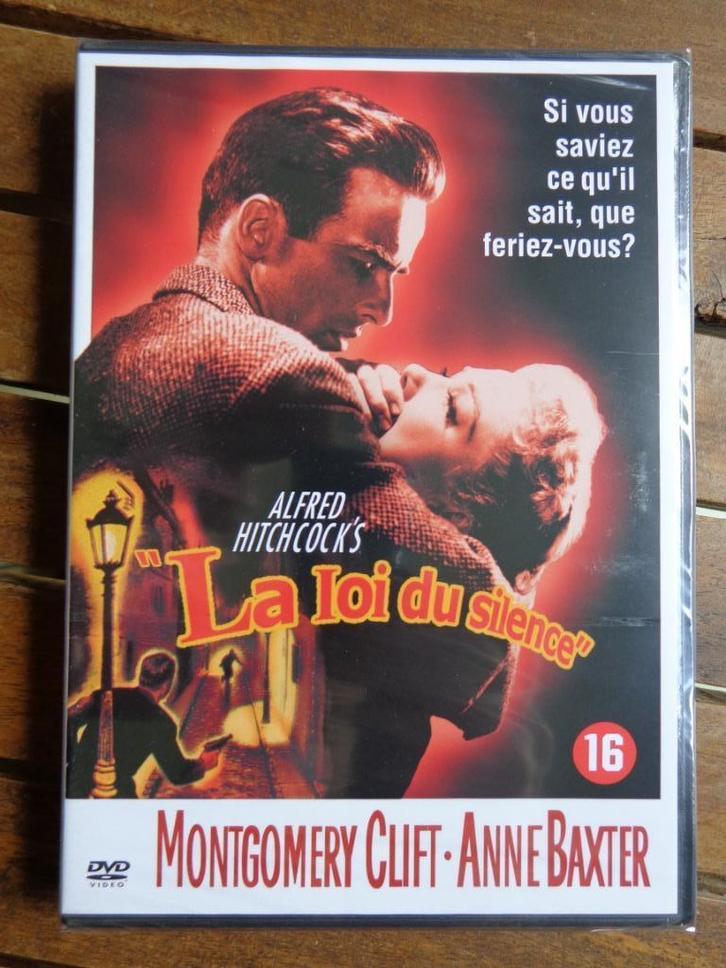 Si vous
saviez
ce qu'il
sait, que
feriez-vous?
ALFRED
HITCHCOCK'S
"La loi du silence"
16
MONTGOMERY CLIFT · ANNE BAXTER
DVD
VIDEO